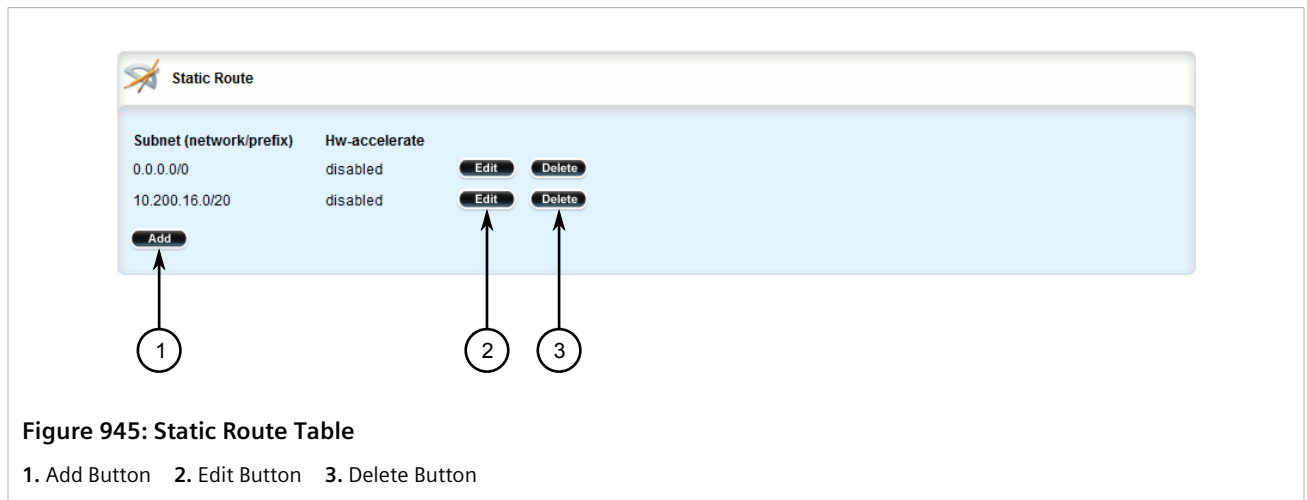 Static Route
Subnet (network/prefix) Hw-accelerate
0.0.0.0/0 disabled Edit Delete
10.200.16.0/20 disabled Edit Delete
Add
1 2 3
Figure 945: Static Route Table
1. Add Button 2. Edit Button 3. Delete Button